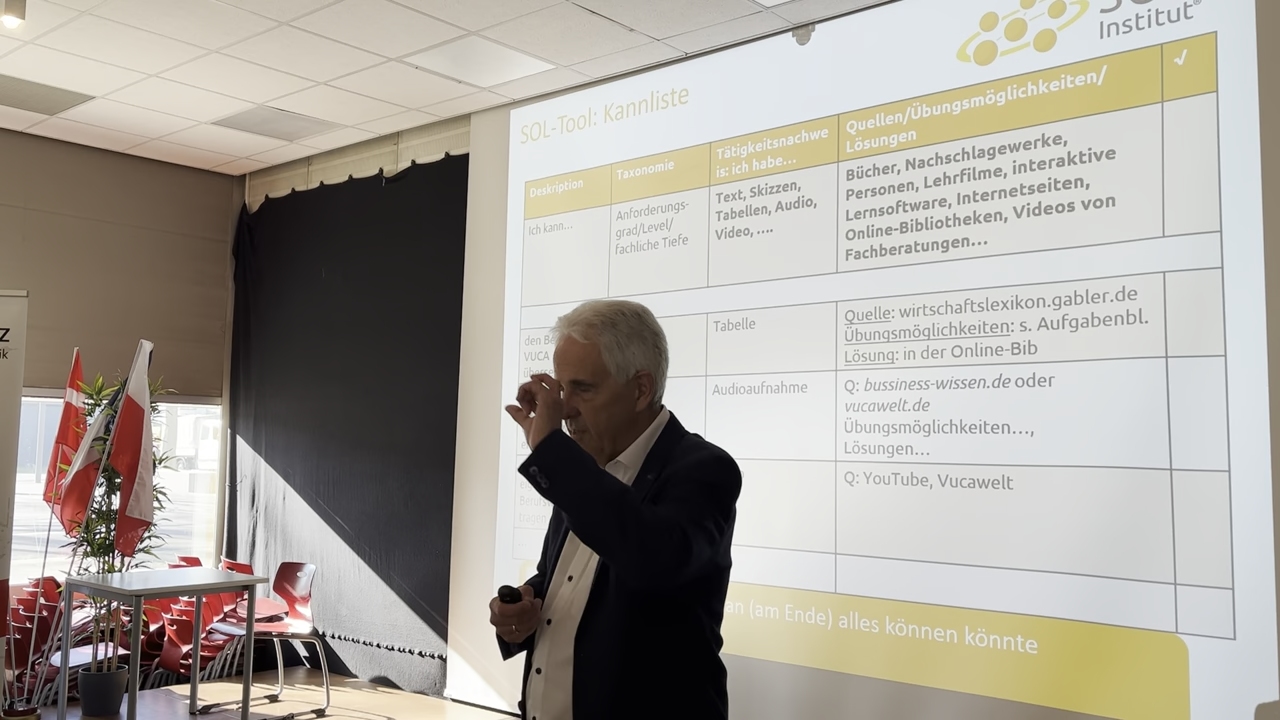 Institut®
SOL-Tool: Kannliste
Deskription
Taxonomie
Tätigkeitsnachwe
is: ich habe...
Quellen/Übungsmöglichkeiten/
Lösungen
✓
Ich kann...
Anforderungs-
grad/Level/
fachliche Tiefe
Text, Skizzen,
Tabellen, Audio,
Video, ....
Bücher, Nachschlagewerke,
Personen, Lehrfilme, interaktive
Lernsoftware, Internetseiten,
Online-Bibliotheken, Videos von
Fachberatungen...
den
VUCA
Tabelle
Quelle: wirtschaftslexikon.gabler.de
Übungsmöglichkeiten: s. Aufgabenbl.
Lösung: in der Online-Bib
Audioaufnahme
Q: bussiness-wissen.de oder
vucawelt.de
Übungsmöglichkeiten...,
Lösungen...
Q: YouTube, Vucawelt
an (am Ende) alles können könnte